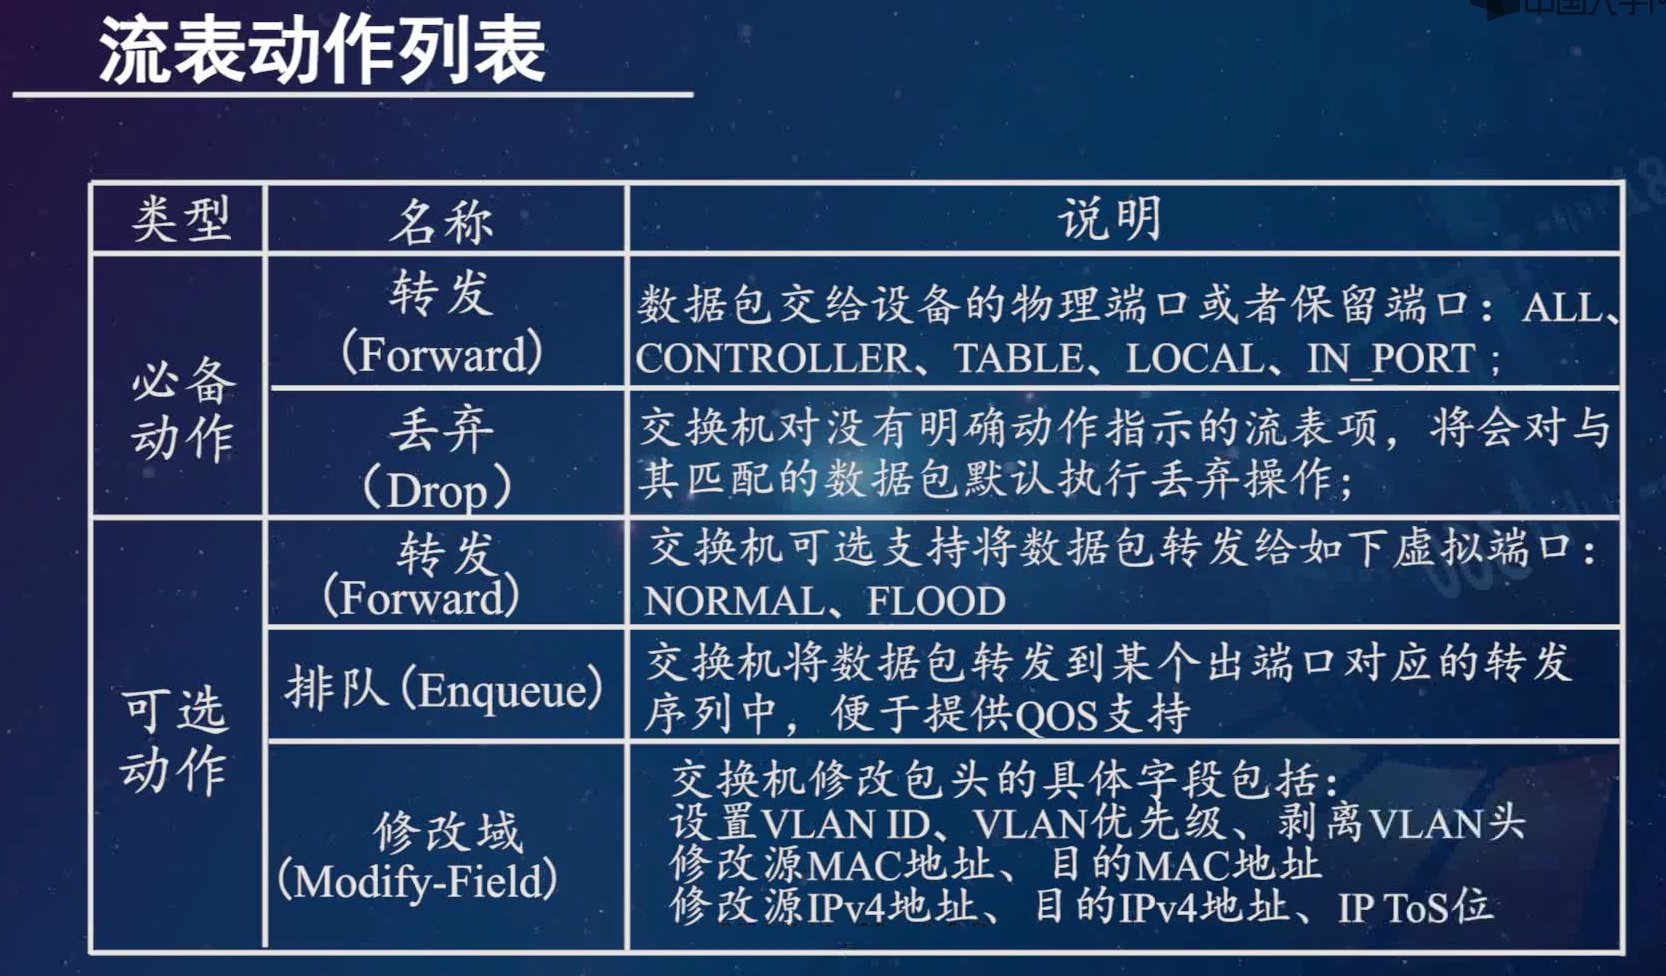 流表动作列表
类型
名称
说明
必备
动作
转发
(Forward)
数据包交给设备的物理端口或者保留端口：ALL、
CONTROLLER、TABLE、LOCAL、IN_PORT；
丢弃
（Drop）
交换机对没有明确动作指示的流表项，将会对与
其匹配的数据包默认执行丢弃操作；
可选
动作
转发
(Forward)
交换机可选支持将数据包转发给如下虚拟端口：
NORMAL、FLOOD
排队(Enqueue)
交换机将数据包转发到某个出端口对应的转发
序列中，便于提供QOS支持
修改域
(Modify-Field)
交换机修改包头的具体字段包括：
设置VLAN ID、VLAN优先级、剥离VLAN头
修改源MAC地址、目的MAC地址
修改源IPv4地址、目的IPv4地址、IP ToS位